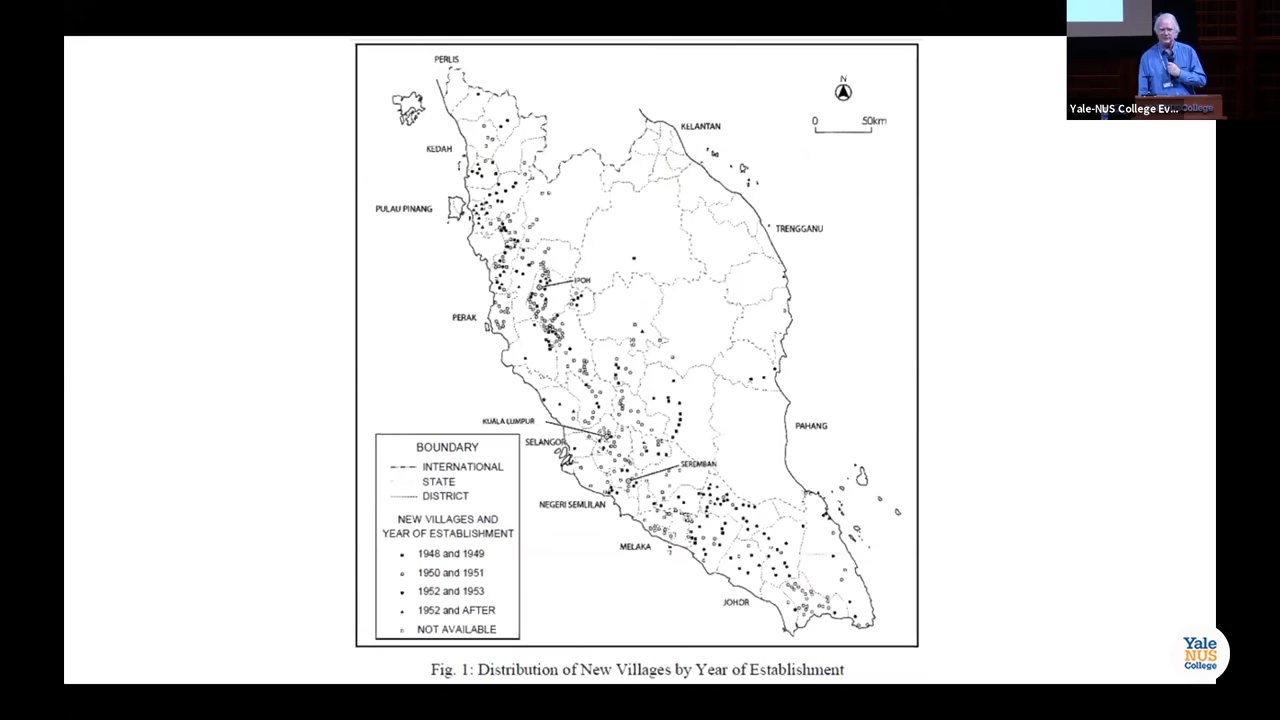 PERLIS
N
0 50km
KELANTAN
KEDAH
PULAU PINANG
TRENGGANU
IPOH
PERAK
KUALA LUMPUR
PAHANG
SELANGOR
SEREMBAN
NEGERI SEMLILAN
MELAKA
JOHOR
BOUNDARY
INTERNATIONAL
STATE
DISTRICT
NEW VILLAGES AND
YEAR OF ESTABLISHMENT
1948 and 1949
1950 and 1951
1952 and 1953
1952 and AFTER
NOT AVAILABLE
Fig. 1: Distribution of New Villages by Year of Establishment
Yale-NUS College Ev...
College
Yale
NUS
College